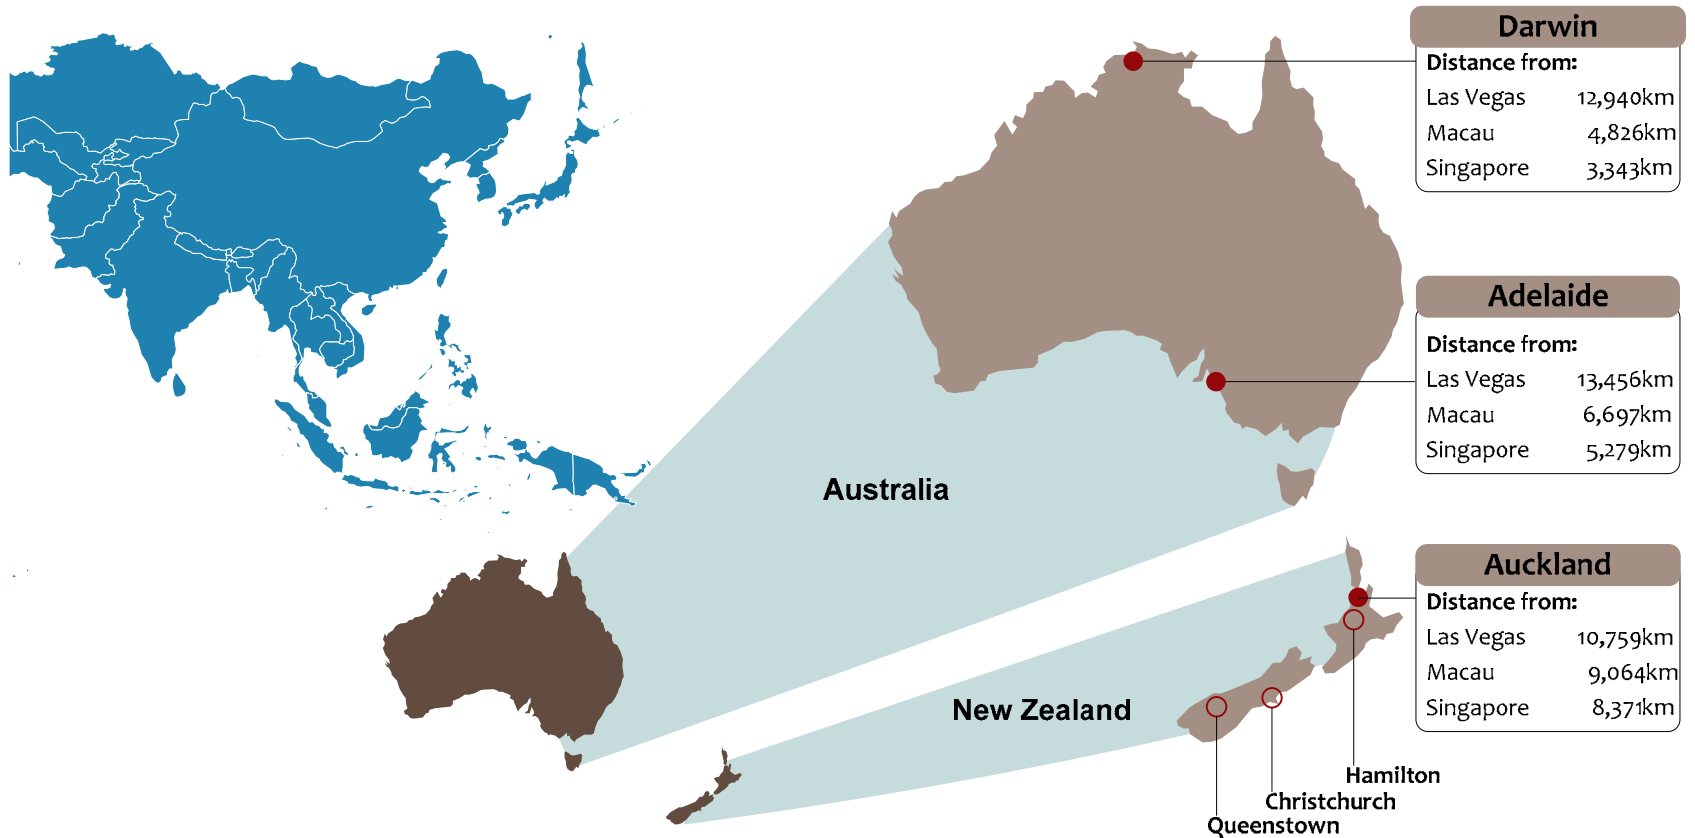 Darwin
Distance from:
Las Vegas 12,940km
Macau 4,826km
Singapore 3,343km
Adelaide
Distance from:
Las Vegas 13,456km
Macau 6,697km
Singapore 5,279km
Australia
Auckland
Distance from:
Las Vegas 10,759km
Macau 9,064km
Singapore 8,371km
New Zealand
Hamilton
Christchurch
Queenstown